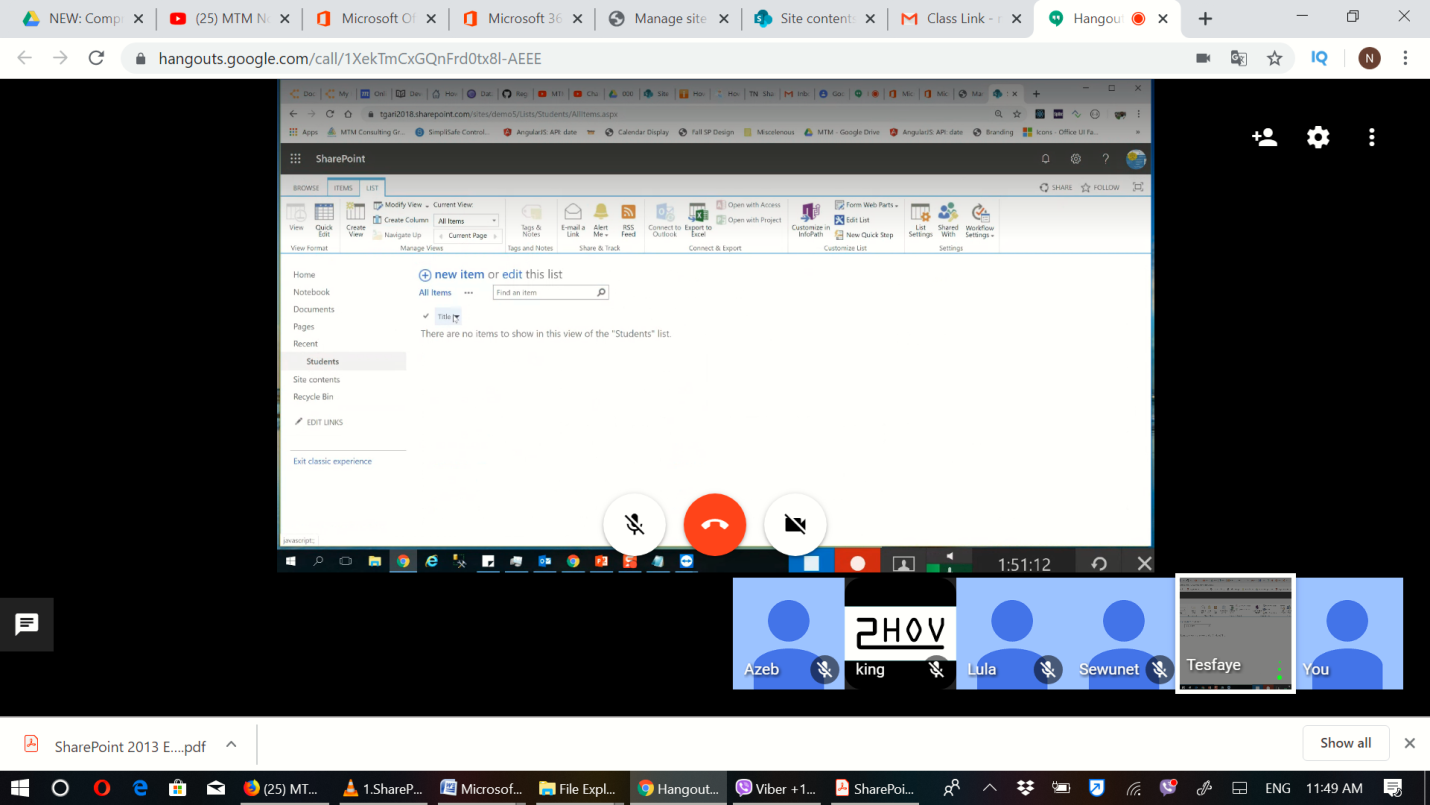 NEW: Comp
(25) MTM N
Microsoft Of
Microsoft 36
Manage site
Site contents
Class Link - r
Hangout
hangouts.google.com/call/1XekTmCxGQnFrd0tx8l-AEEE
IQ
N
tgari2018.sharepoint.com/sites/demo5/Lists/Students/AllItems.aspx
Apps
MTM Consulting Gr...
SimpliSafe Control...
AngularJS: API: date
Calendar Display
Fall SP Design
Miscelenous
MTM - Google Drive
AngularJS: API: date
Branding
Icons - Office UI Fa...
SharePoint
BROWSE ITEMS LIST
SHARE FOLLOW
View
Quick Edit
View Format
Create View
Modify View
Create Column
Navigate Up
Current View:
All Items
Current Page
Manage Views
Tags & Notes
Tags and Notes
E-mail a Link
Alert Me
RSS Feed
Share & Track
Connect to Outlook
Export to Excel
Open with Access
Open with Project
Connect & Export
Customize in InfoPath
Form Web Parts
Edit List
New Quick Step
Customize List
List Settings
Shared With
Workflow Settings
Settings
Home
Notebook
Documents
Pages
Recent
Students
Site contents
Recycle Bin
EDIT LINKS
Exit classic experience
new item or edit this list
All Items ••• Find an item
Title
There are no items to show in this view of the "Students" list.
javascript:;
1:51:12
Azeb
2HOV
king
Lula
Sewunet
Tesfaye
You
SharePoint 2013 E....pdf
Show all
(25) MT...
1.ShareP...
Microsof...
File Expl...
Hangout...
Viber +1...
SharePoi...
ENG
11:49 AM